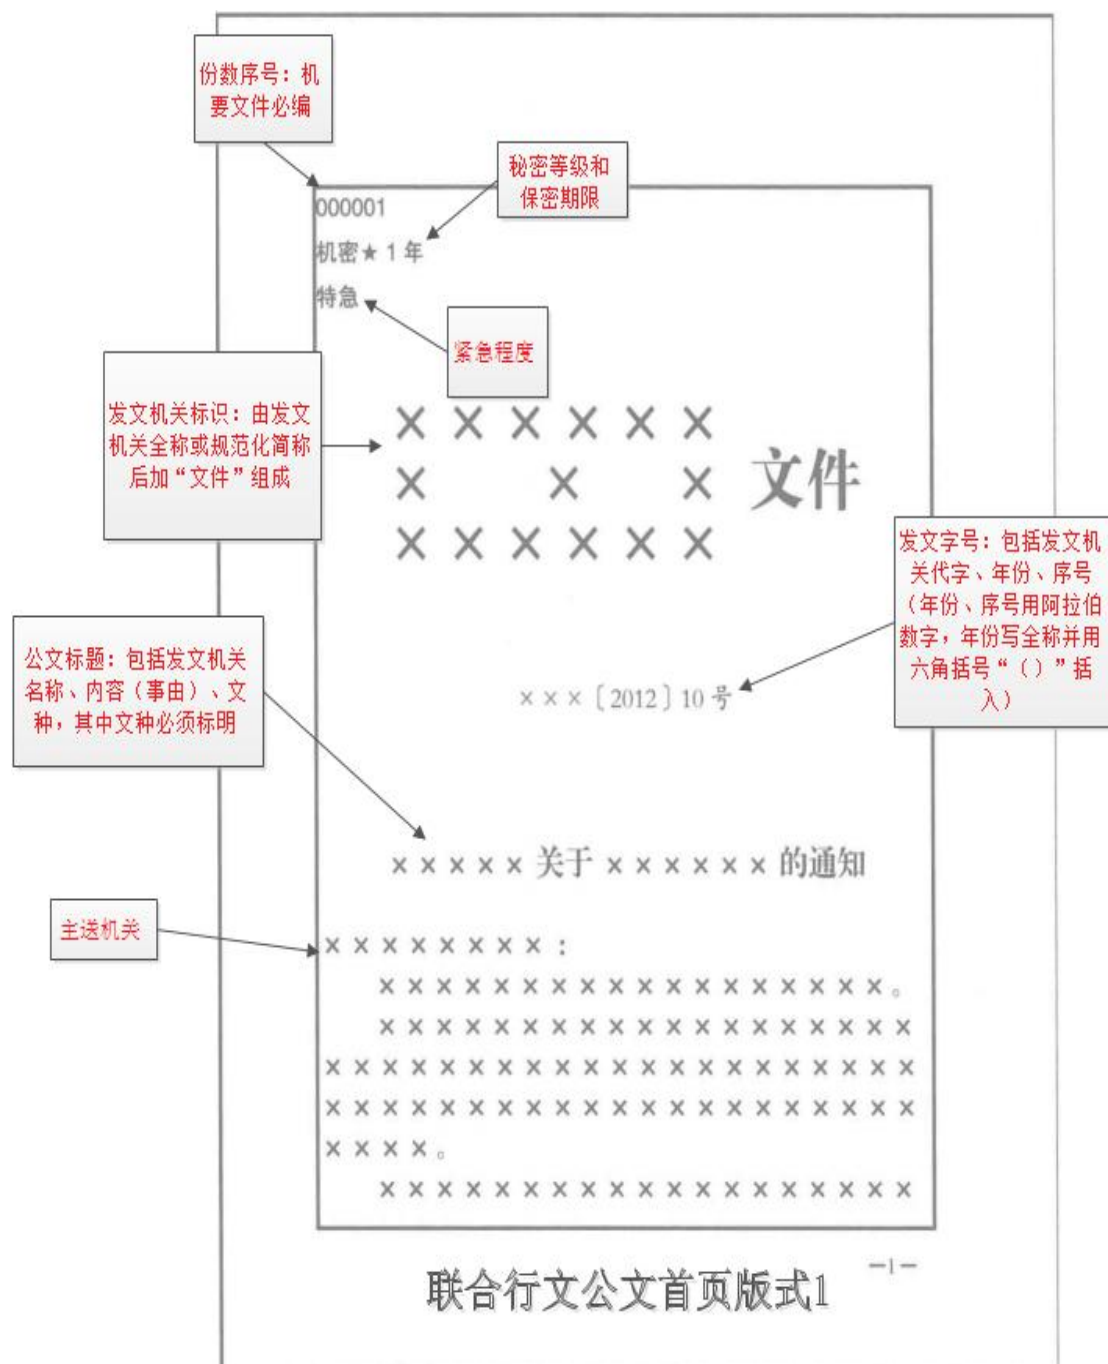 份数序号：机
要文件必编
秘密等级和
保密期限
000001
机密★ 1 年
特急
紧急程度
发文机关标识：由发文
机关全称或规范化简称
后加“文件”组成
× × × × × ×
× × ×
× × × × × ×
文件
发文字号：包括发文机
关代字、年份、序号
（年份、序号用阿拉伯
数字，年份写全称并用
六角括号“（）”括
入）
× × ×〔2012〕10 号
公文标题：包括发文机关
名称、内容（事由）、文
种，其中文种必须标明
× × × × × 关于 × × × × × × 的通知
主送机关
× × × × × × × ×：
× × × × × × × × × × × × × × × × × ×。
× × × × × × × × × × × × × × × × × × ×
× × × × × × × × × × × × × × × × × × × × ×
× × × × × × × × × × × × × × × × × × × × ×
× × × ×。
× × × × × × × × × × × × × × × × × × ×
—1—
联合行文公文首页版式1